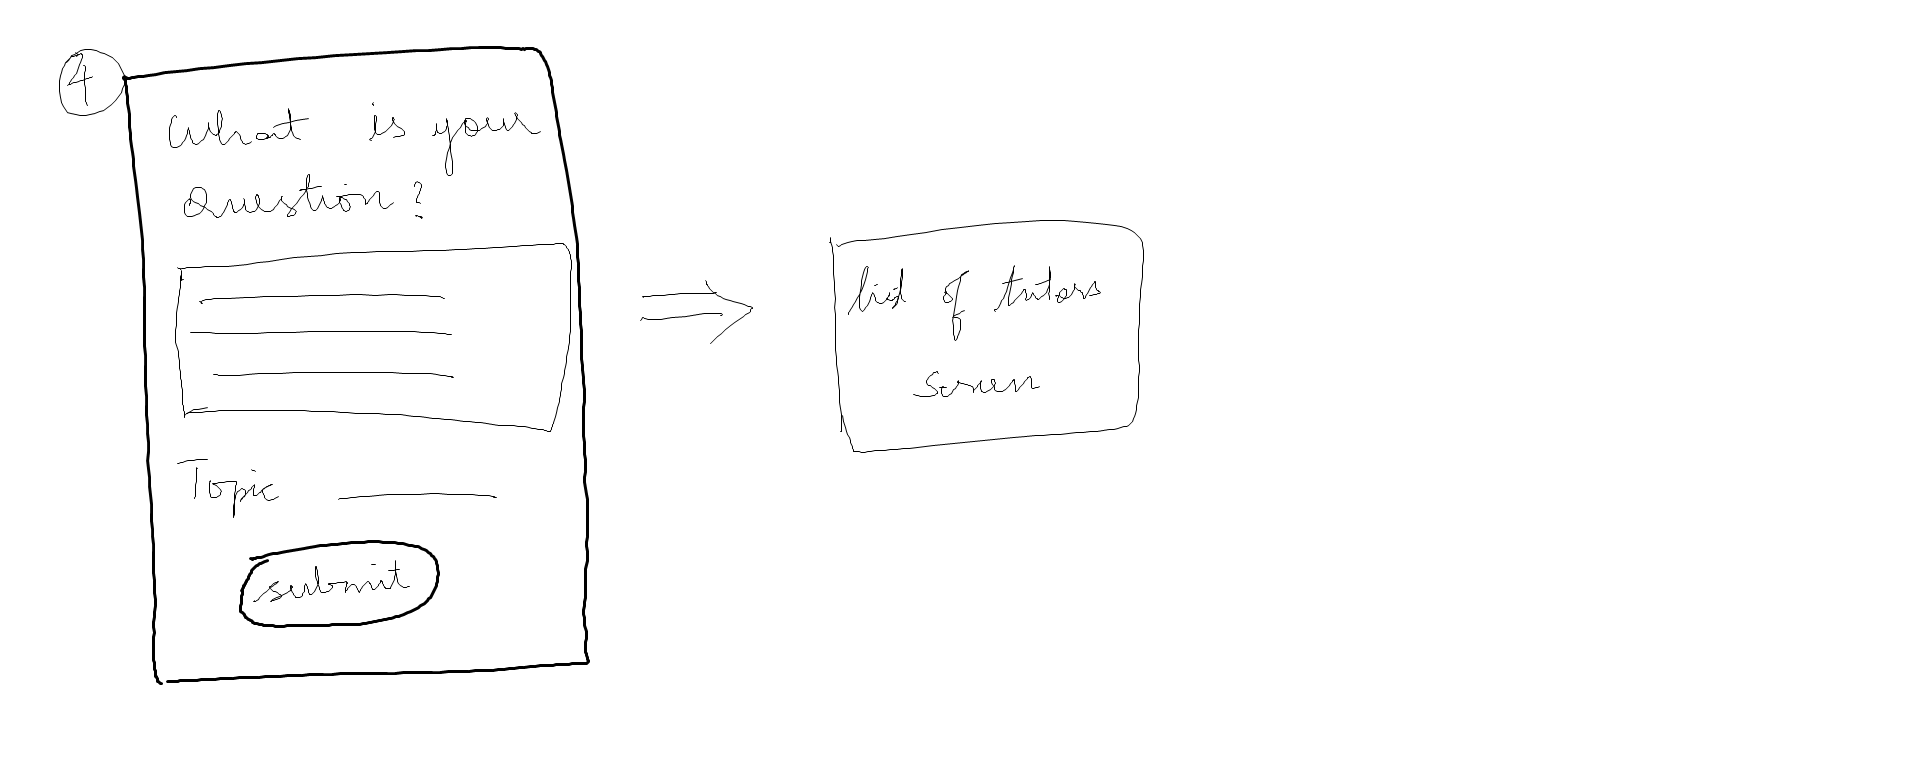 4
What is your
Question?
Topic
submit
list of tutors
screen